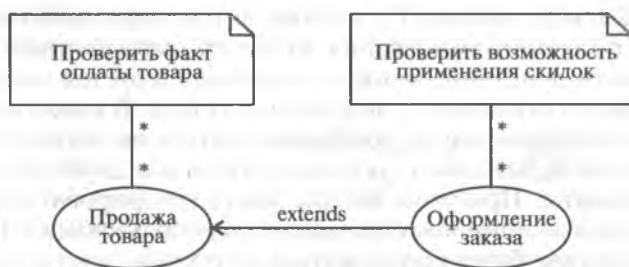 Проверить факт
оплаты товара
Проверить возможность
применения скидок
*
*
*
*
Продажа
товара
extends
Оформление
заказа